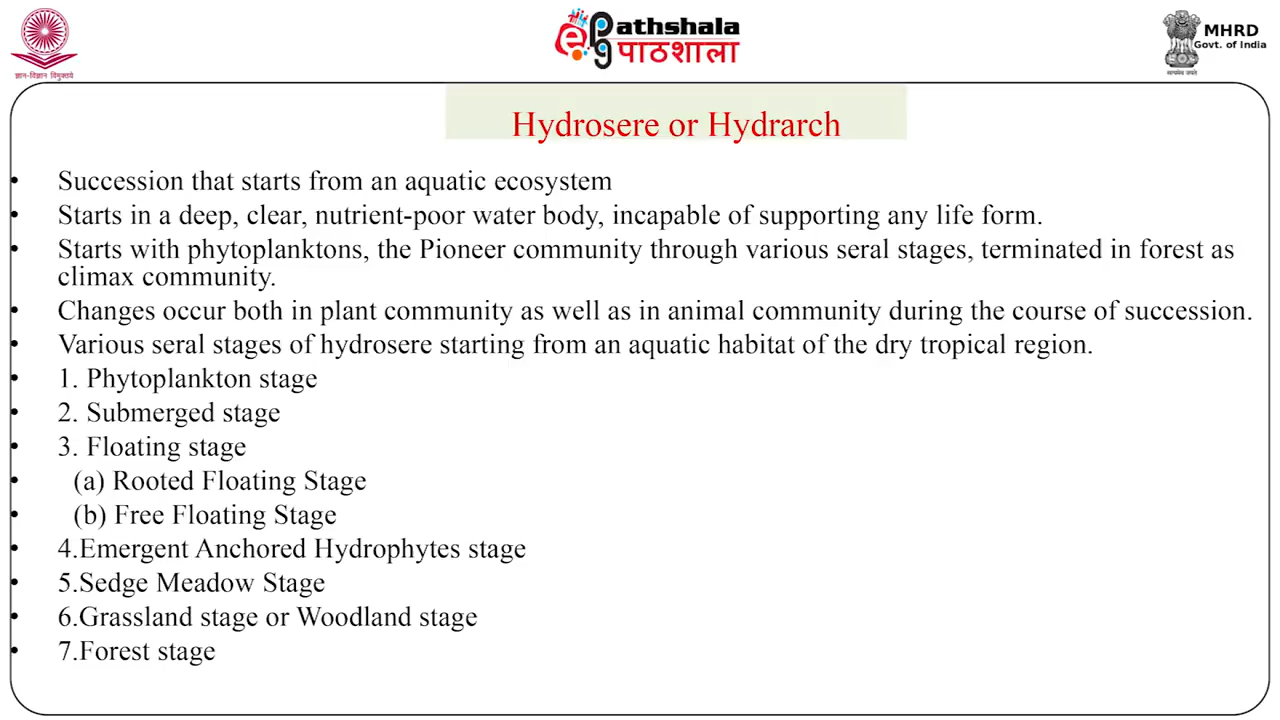 ज्ञान-विज्ञान विमुक्तये
ePathshala
पाठशाला
MHRD
Govt. of India
सत्यमेव जयते
Hydrosere or Hydrarch
• Succession that starts from an aquatic ecosystem
• Starts in a deep, clear, nutrient-poor water body, incapable of supporting any life form.
• Starts with phytoplanktons, the Pioneer community through various seral stages, terminated in forest as
climax community.
• Changes occur both in plant community as well as in animal community during the course of succession.
• Various seral stages of hydrosere starting from an aquatic habitat of the dry tropical region.
• 1. Phytoplankton stage
• 2. Submerged stage
• 3. Floating stage
• (a) Rooted Floating Stage
• (b) Free Floating Stage
• 4.Emergent Anchored Hydrophytes stage
• 5.Sedge Meadow Stage
• 6.Grassland stage or Woodland stage
• 7.Forest stage